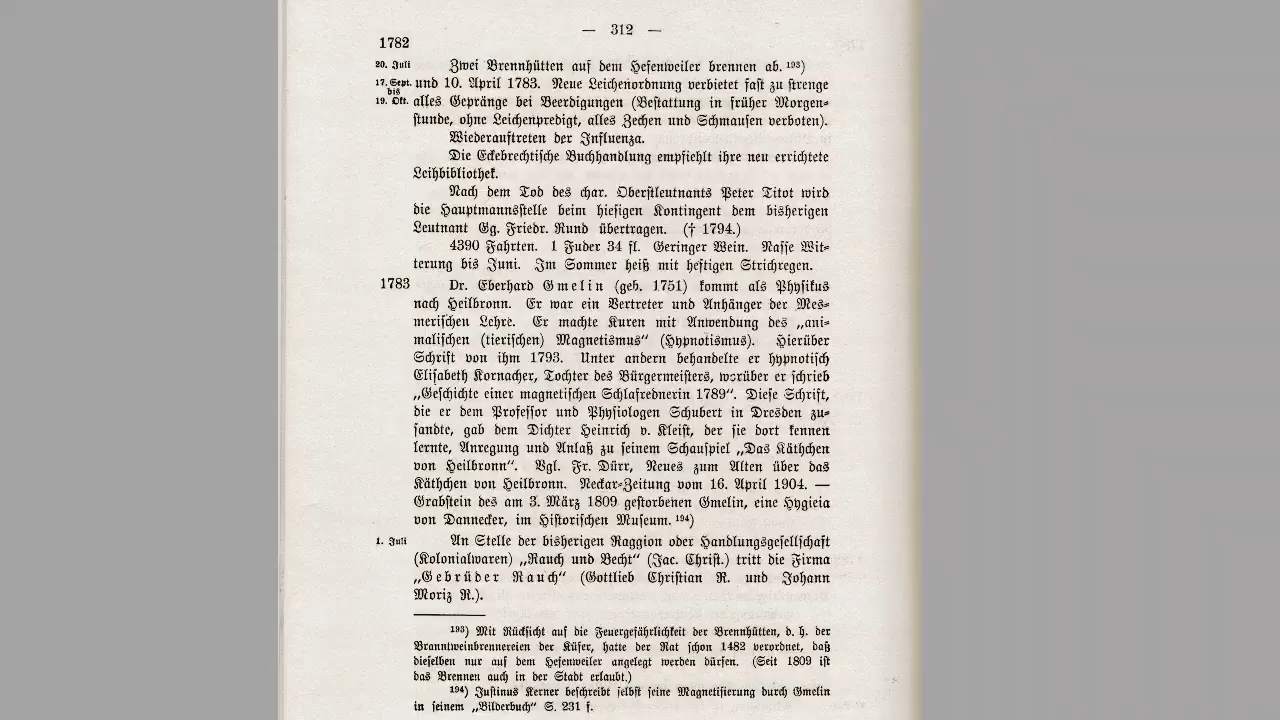 — 312 —
1782
20. Juli Zwei Brennhütten auf dem Hefenweiler brennen ab. 193)
17. Sept. und 10. April 1783. Neue Leichenordnung verbietet fast zu strenge
bis
19. Okt. alles Gepränge bei Beerdigungen (Bestattung in früher Morgen-
stunde, ohne Leichenpredigt, alles Zechen und Schmausen verboten).
Wiederauftreten der Influenza.
Die Eckebrechtische Buchhandlung empfiehlt ihre neu errichtete
Leihbibliothek.
Nach dem Tod des char. Oberstleutnants Peter Titot wird
die Hauptmannsstelle beim hiesigen Kontingent dem bisherigen
Leutnant Gg. Friedr. Rund übertragen. († 1794.)
4390 Fahrten. 1 Fuder 34 fl. Geringer Wein. Nasse Wit-
terung bis Juni. Im Sommer heiß mit heftigen Strichregen.
1783 Dr. Eberhard Gmelin (geb. 1751) kommt als Physikus
nach Heilbronn. Er war ein Vertreter und Anhänger der Mes-
merischen Lehre. Er machte Kuren mit Anwendung des „ani-
malischen (tierischen) Magnetismus“ (Hypnotismus). Hierüber
Schrift von ihm 1793. Unter andern behandelte er hypnotisch
Elisabeth Kornacher, Tochter des Bürgermeisters, worüber er schrieb
„Geschichte einer magnetischen Schlafrednerin 1789“. Diese Schrift,
die er dem Professor und Physiologen Schubert in Dresden zu-
sandte, gab dem Dichter Heinrich v. Kleist, der sie dort kennen
lernte, Anregung und Anlaß zu seinem Schauspiel „Das Käthchen
von Heilbronn“. Vgl. Fr. Dürr, Neues zum Alten über das
Käthchen von Heilbronn. Neckar-Zeitung vom 16. April 1904. —
Grabstein des am 3. März 1809 gestorbenen Gmelin, eine Hygieia
von Dannecker, im Historischen Museum. 194)
1. Juli An Stelle der bisherigen Raggion oder Handlungsgesellschaft
(Kolonialwaren) „Rauch und Becht“ (Jac. Christ.) tritt die Firma
„Gebrüder Rauch“ (Gottlieb Christian R. und Johann
Moriz R.).
193) Mit Rücksicht auf die Feuergefährlichkeit der Brennhütten, d. h. der
Branntweinbrennereien der Küfer, hatte der Rat schon 1482 verordnet, daß
dieselben nur auf dem Hefenweiler angelegt werden dürfen. (Seit 1809 ist
das Brennen auch in der Stadt erlaubt.)
194) Justinus Kerner beschreibt selbst seine Magnetisierung durch Gmelin
in seinem „Bilderbuch“ S. 231 f.